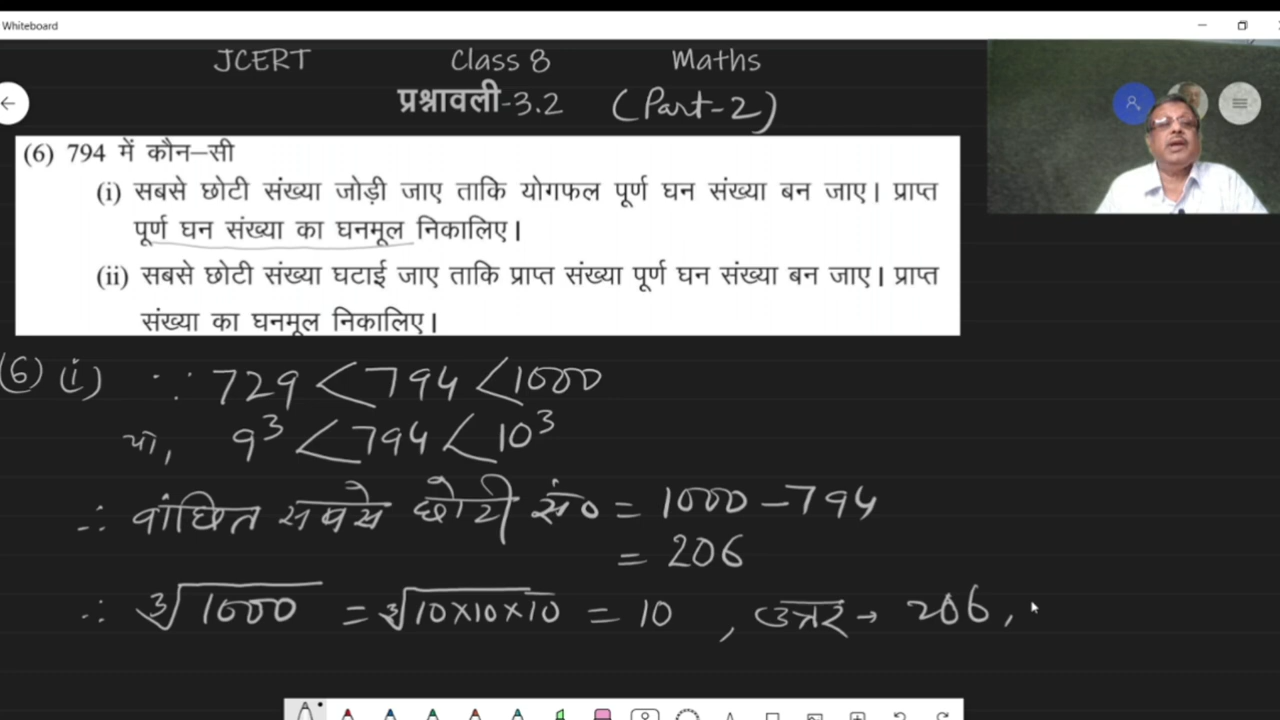 Whiteboard
JCERT Class 8 Maths
प्रश्नावली-3.2 (Part-2)
(6) 794 में कौन-सी
(i) सबसे छोटी संख्या जोड़ी जाए ताकि योगफल पूर्ण घन संख्या बन जाए। प्राप्त
पूर्ण घन संख्या का घनमूल निकालिए।
(ii) सबसे छोटी संख्या घटाई जाए ताकि प्राप्त संख्या पूर्ण घन संख्या बन जाए। प्राप्त
संख्या का घनमूल निकालिए।
(6) (i) ∵ 729 < 794 < 1000
या, 9³ < 794 < 10³
∴ वांछित सबसे छोटी सं० = 1000 – 794
= 206
∴ ∛1000 = ∛10×10×10 = 10 , उत्तर → 206,